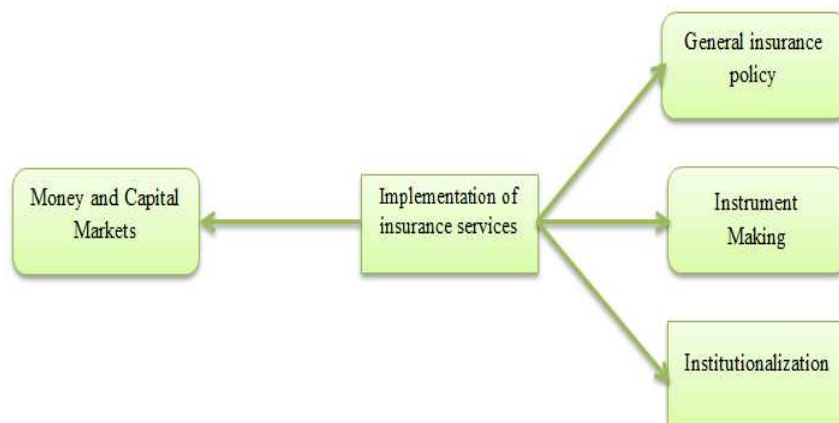 General insurance
policy
Money and Capital
Markets
Implementation of
insurance services
Instrument
Making
Institutionalization